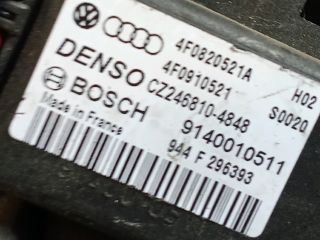 4F0820521A H02
4F0910521 S0020
DENSO CZ246810-4848
BOSCH 9140010511
Made in France 944 F 296393